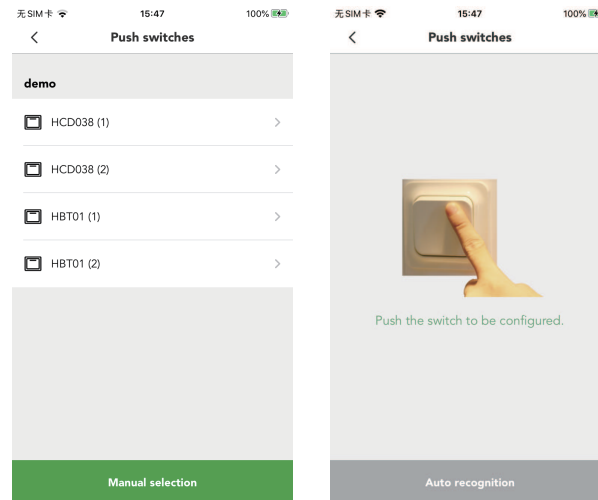 无SIM卡 15:47 100%
Push switches
demo
HCD038 (1)
HCD038 (2)
HBT01 (1)
HBT01 (2)
Manual selection
无SIM卡 15:47 100%
Push switches
Push the switch to be configured.
Auto recognition